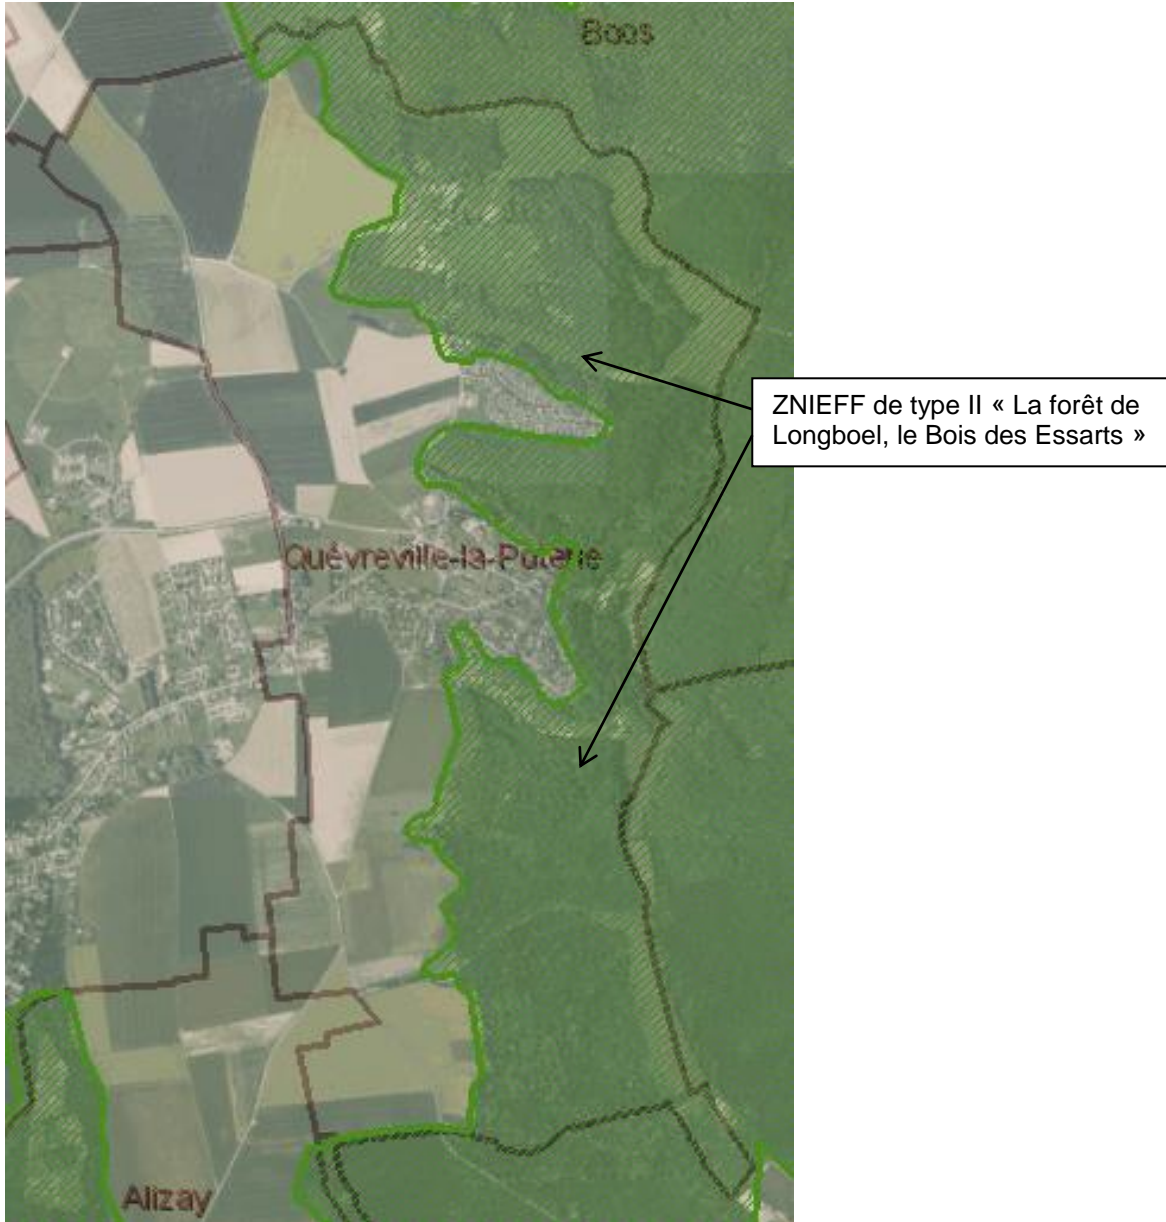 Boos
ZNIEFF de type II « La forêt de
Longboel, le Bois des Essarts »
Quévreville-la-Poterie
Alizay